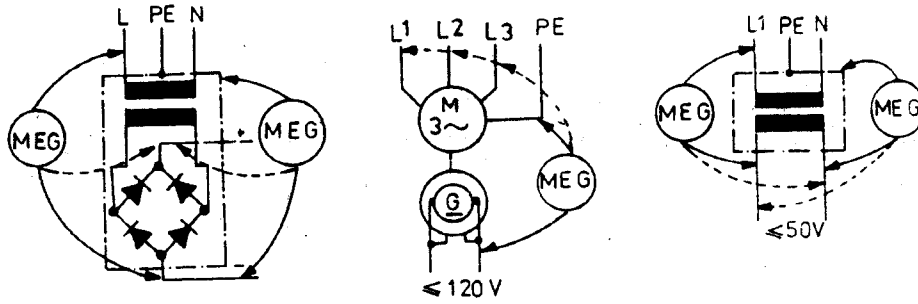 L PE N
MEG
MEG
L1 L2 L3 PE
M
3~
MEG
G
≤120 V
L1 PE N
MEG
MEG
≤50V